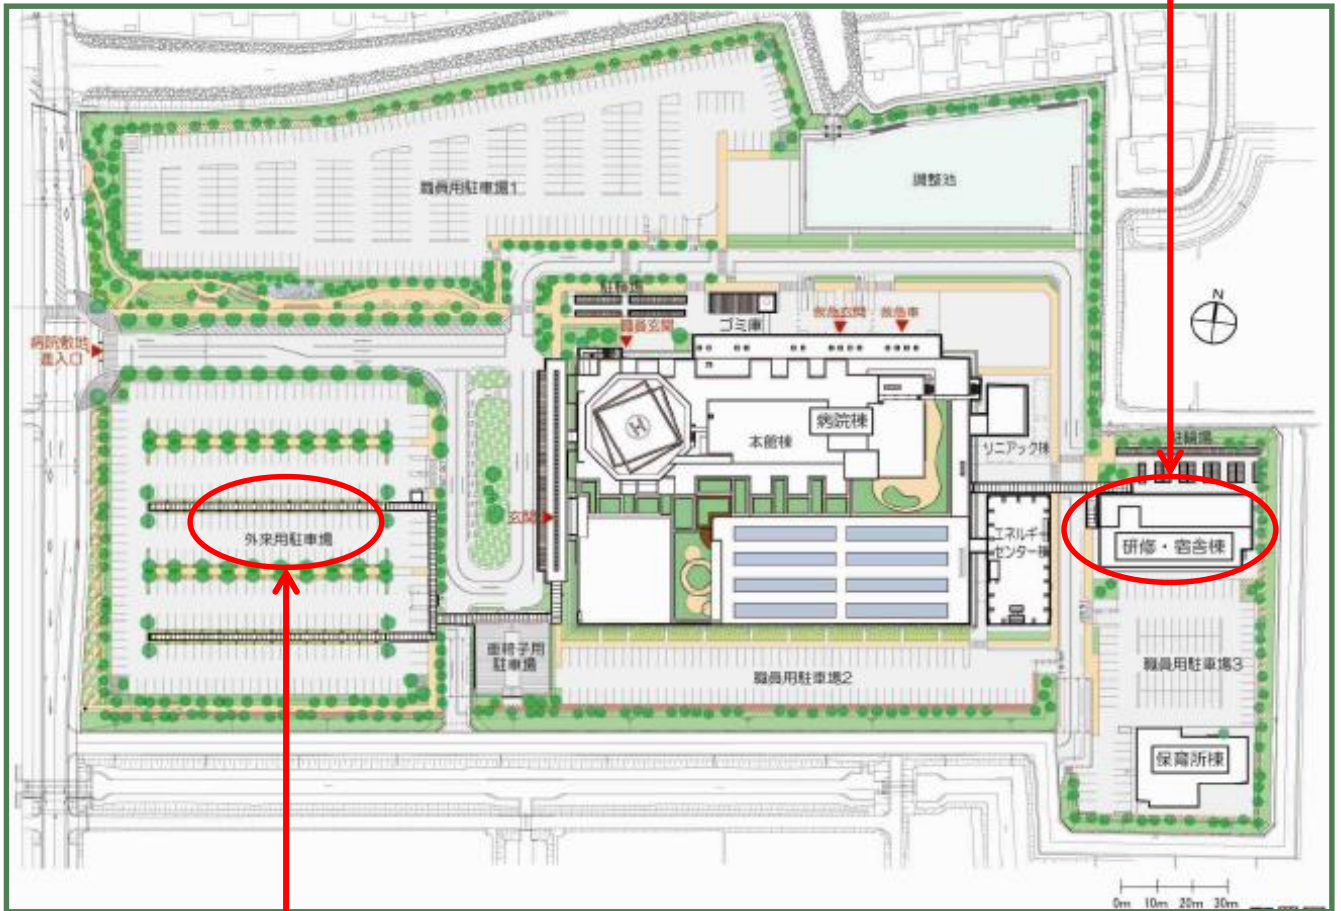 職員用駐車場1
調整池
N
駐輪場
ゴミ庫
救急玄関
救急車
職員玄関
病院敷地
進入口
H
病院棟
本館棟
リニアック棟
駐輪場
玄関
外来用駐車場
エネルギー
センター棟
研修・宿舎棟
車椅子用
駐車場
職員用駐車場2
職員用駐車場3
保育所棟
0m 10m 20m 30m